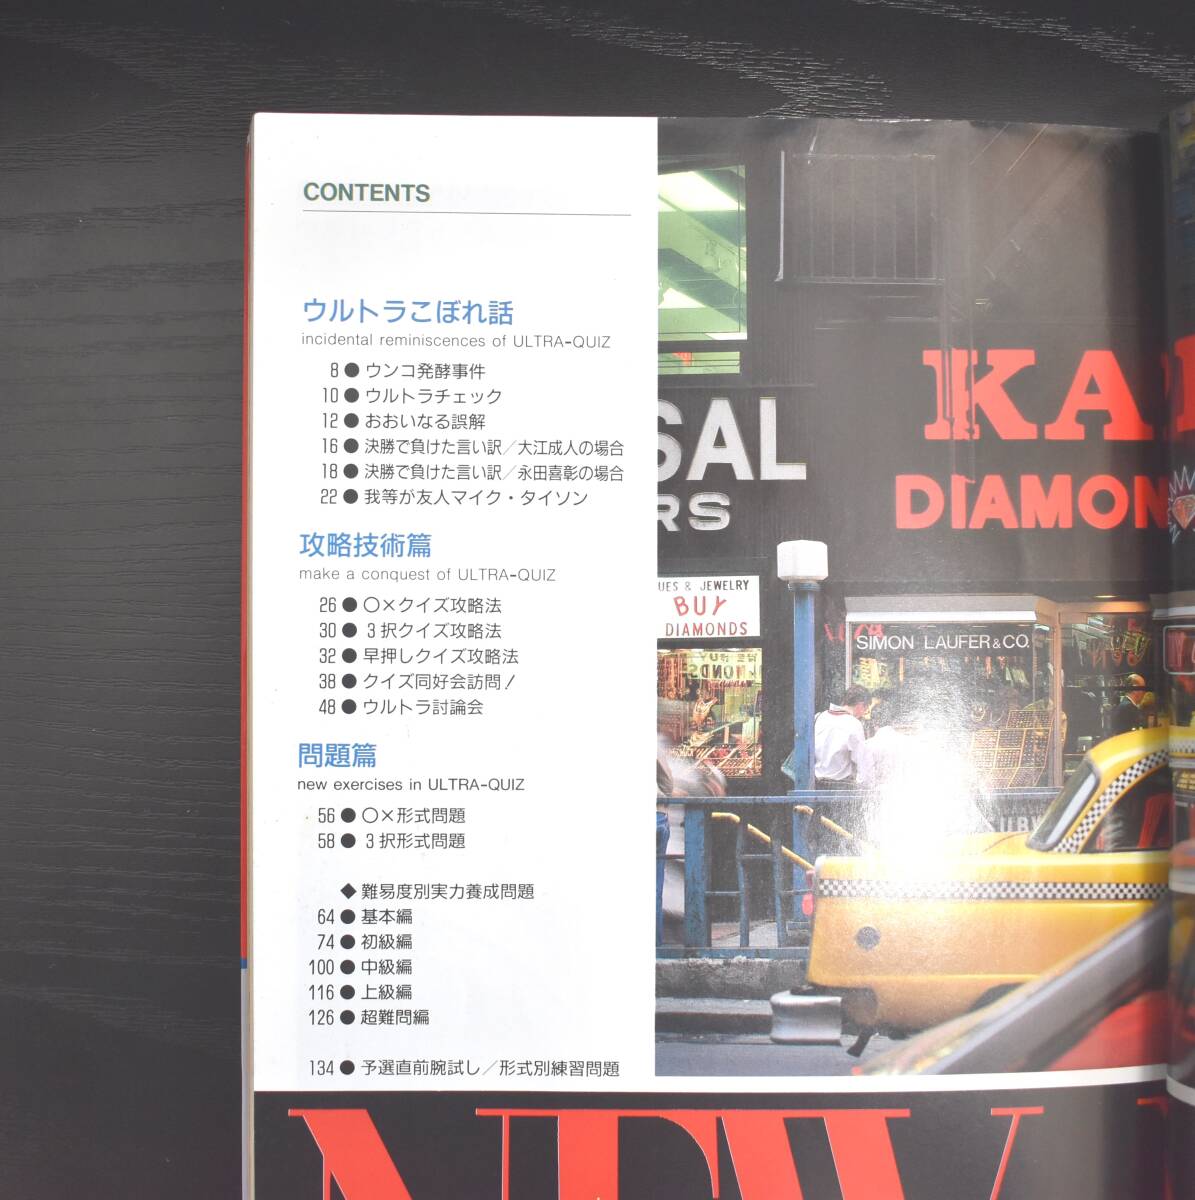 CONTENTS
ウルトラこぼれ話
incidental reminiscences of ULTRA-QUIZ
8●ウンコ発酵事件
10●ウルトラチェック
12●おおいなる誤解
16●決勝で負けた言い訳/大江成人の場合
18●決勝で負けた言い訳/永田喜彰の場合
22●我等が友人マイク・タイソン
攻略技術篇
make a conquest of ULTRA-QUIZ
26●○×クイズ攻略法
30●3択クイズ攻略法
32●早押しクイズ攻略法
38●クイズ同好会訪問!
48●ウルトラ討論会
問題篇
new exercises in ULTRA-QUIZ
56●○×形式問題
58●3択形式問題
◆難易度別実力養成問題
64●基本編
74●初級編
100●中級編
116●上級編
126●超難問編
134●予選直前腕試し/形式別練習問題
SAL
RS
KA
DIAMON
UES & JEWELRY
BUY
DIAMONDS
SIMON LAUFER & CO.
NEW